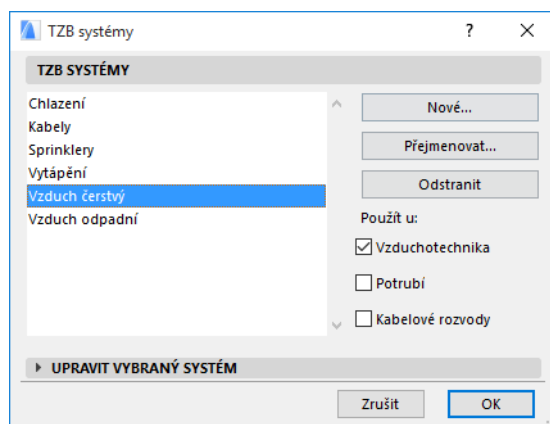 TZB systémy
TZB SYSTÉMY
Chlazení
Kabely
Sprinklery
Vytápění
Vzduch čerstvý
Vzduch odpadní
Nové...
Přejmenovat...
Odstranit
Použít u:
Vzduchotechnika
Potrubí
Kabelové rozvody
UPRAVIT VYBRANÝ SYSTÉM
Zrušit
OK